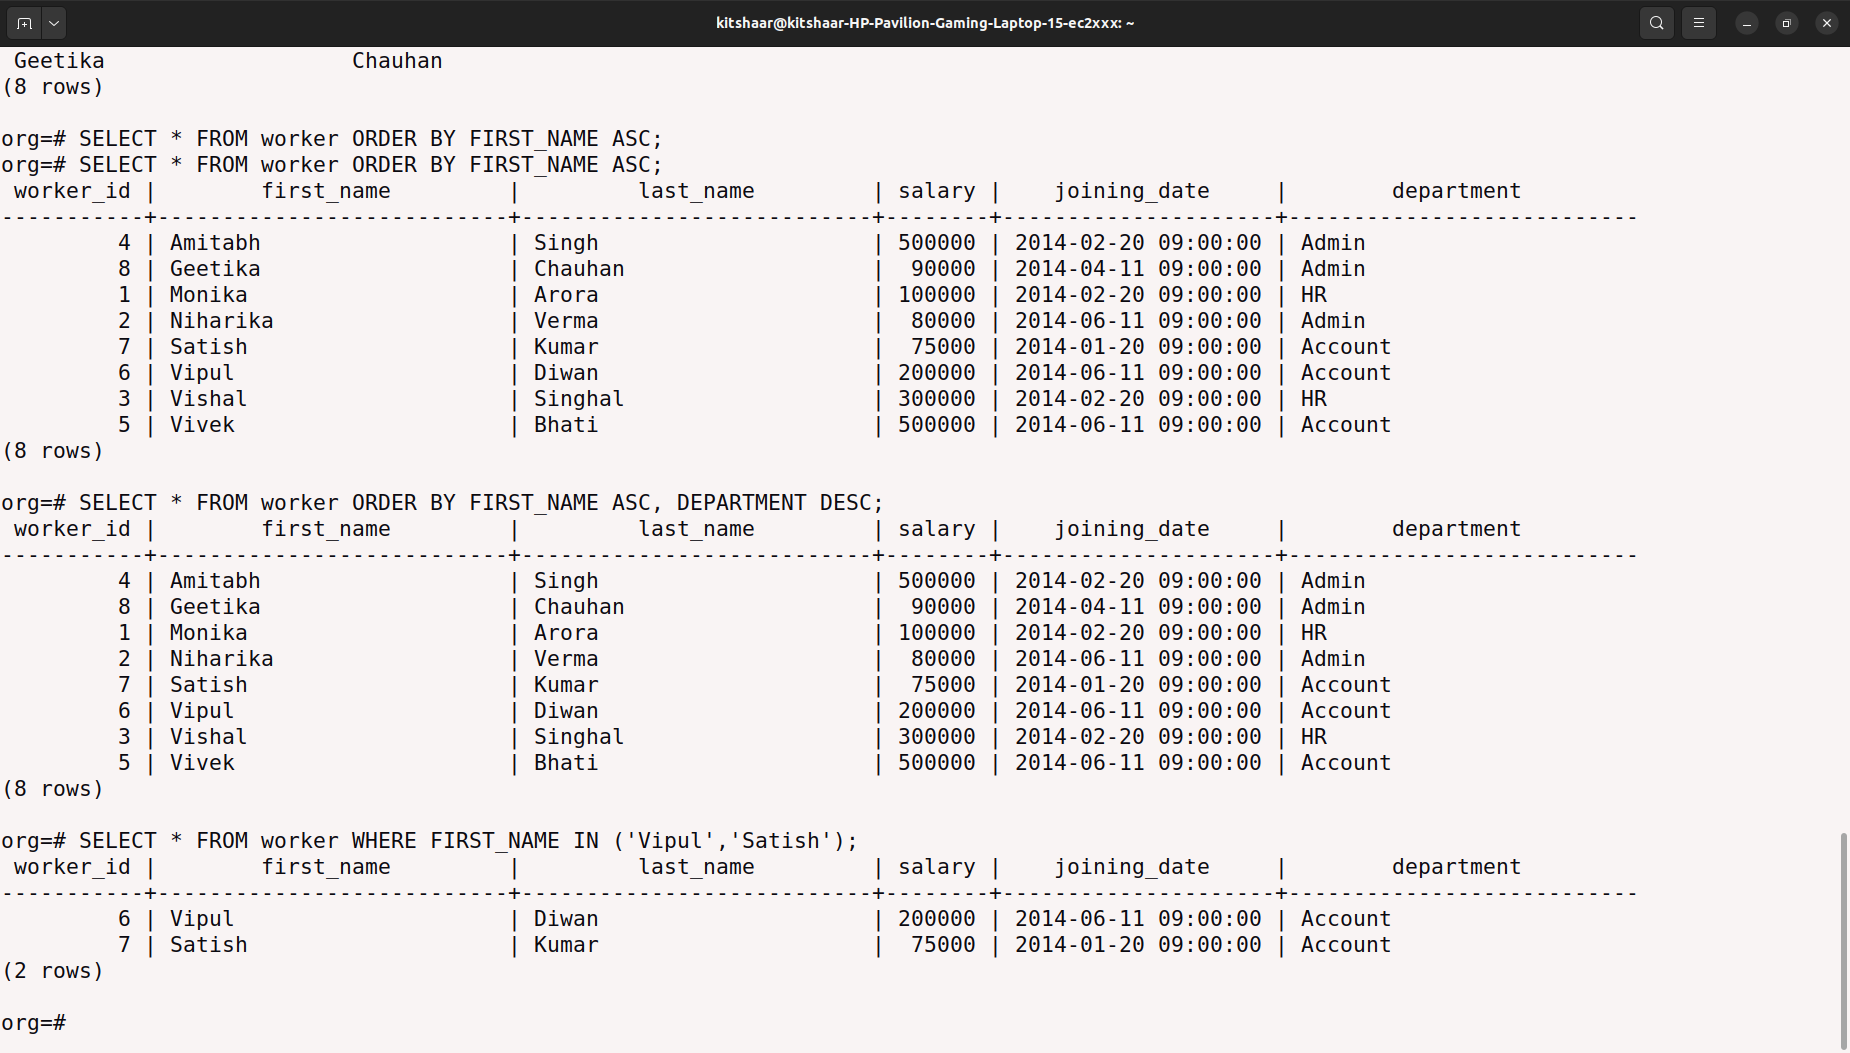 kitshaar@kitshaar-HP-Pavilion-Gaming-Laptop-15-ec2xxx: ~
 Geetika                   Chauhan
(8 rows)

org=# SELECT * FROM worker ORDER BY FIRST_NAME ASC;
org=# SELECT * FROM worker ORDER BY FIRST_NAME ASC;
 worker_id |        first_name         |         last_name         | salary |    joining_date     |        department
-----------+---------------------------+---------------------------+--------+---------------------+---------------------------
         4 | Amitabh                   | Singh                     | 500000 | 2014-02-20 09:00:00 | Admin
         8 | Geetika                   | Chauhan                   |  90000 | 2014-04-11 09:00:00 | Admin
         1 | Monika                    | Arora                     | 100000 | 2014-02-20 09:00:00 | HR
         2 | Niharika                  | Verma                     |  80000 | 2014-06-11 09:00:00 | Admin
         7 | Satish                    | Kumar                     |  75000 | 2014-01-20 09:00:00 | Account
         6 | Vipul                     | Diwan                     | 200000 | 2014-06-11 09:00:00 | Account
         3 | Vishal                    | Singhal                   | 300000 | 2014-02-20 09:00:00 | HR
         5 | Vivek                     | Bhati                     | 500000 | 2014-06-11 09:00:00 | Account
(8 rows)

org=# SELECT * FROM worker ORDER BY FIRST_NAME ASC, DEPARTMENT DESC;
 worker_id |        first_name         |         last_name         | salary |    joining_date     |        department
-----------+---------------------------+---------------------------+--------+---------------------+---------------------------
         4 | Amitabh                   | Singh                     | 500000 | 2014-02-20 09:00:00 | Admin
         8 | Geetika                   | Chauhan                   |  90000 | 2014-04-11 09:00:00 | Admin
         1 | Monika                    | Arora                     | 100000 | 2014-02-20 09:00:00 | HR
         2 | Niharika                  | Verma                     |  80000 | 2014-06-11 09:00:00 | Admin
         7 | Satish                    | Kumar                     |  75000 | 2014-01-20 09:00:00 | Account
         6 | Vipul                     | Diwan                     | 200000 | 2014-06-11 09:00:00 | Account
         3 | Vishal                    | Singhal                   | 300000 | 2014-02-20 09:00:00 | HR
         5 | Vivek                     | Bhati                     | 500000 | 2014-06-11 09:00:00 | Account
(8 rows)

org=# SELECT * FROM worker WHERE FIRST_NAME IN ('Vipul','Satish');
 worker_id |        first_name         |         last_name         | salary |    joining_date     |        department
-----------+---------------------------+---------------------------+--------+---------------------+---------------------------
         6 | Vipul                     | Diwan                     | 200000 | 2014-06-11 09:00:00 | Account
         7 | Satish                    | Kumar                     |  75000 | 2014-01-20 09:00:00 | Account
(2 rows)

org=#